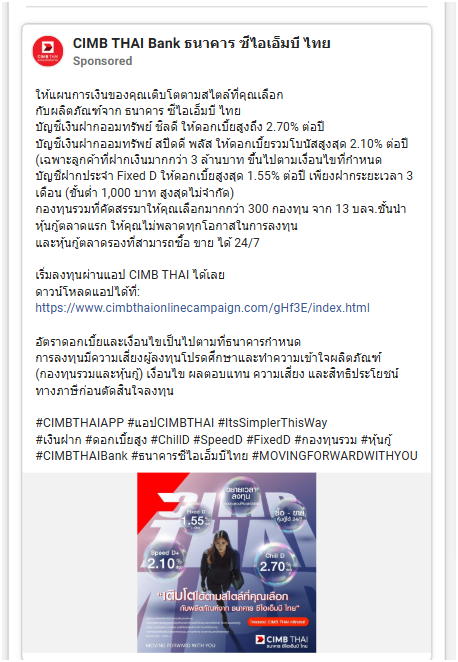 CIMB THAI Bank ธนาคาร ซีไอเอ็มบี ไทย
CIMB THAI
Sponsored
ให้แผนการเงินของคุณเติบโตตามสไตล์ที่คุณเลือก
กับผลิตภัณฑ์จาก ธนาคาร ซีไอเอ็มบี ไทย
บัญชีเงินฝากออมทรัพย์ ชิลดี ให้ดอกเบี้ยสูงถึง 2.70% ต่อปี
บัญชีเงินฝากออมทรัพย์ สปีดดี พลัส ให้ดอกเบี้ยรวมโบนัสสูงสุด 2.10% ต่อปี
(เฉพาะลูกค้าที่ฝากเงินมากกว่า 3 ล้านบาท ขึ้นไปตามเงื่อนไขที่กำหนด
บัญชีฝากประจำ Fixed D ให้ดอกเบี้ยสูงสุด 1.55% ต่อปี เพียงฝากระยะเวลา 3
เดือน (ขั้นต่ำ 1,000 บาท สูงสุดไม่จำกัด)
กองทุนรวมที่คัดสรรมาให้คุณเลือกมากกว่า 300 กองทุน จาก 13 บลจ.ชั้นนำ
หุ้นกู้ตลาดแรก ให้คุณไม่พลาดทุกโอกาสในการลงทุน
และหุ้นกู้ตลาดรองที่สามารถซื้อ ขาย ได้ 24/7
เริ่มลงทุนผ่านแอป CIMB THAI ได้เลย
ดาวน์โหลดแอปได้ที่:
https://www.cimbthaionlinecampaign.com/gHf3E/index.html
อัตราดอกเบี้ยและเงื่อนไขเป็นไปตามที่ธนาคารกำหนด
การลงทุนมีความเสี่ยงผู้ลงทุนโปรดศึกษาและทำความเข้าใจผลิตภัณฑ์
(กองทุนรวมและหุ้นกู้) เงื่อนไข ผลตอบแทน ความเสี่ยง และสิทธิประโยชน์
ทางภาษีก่อนตัดสินใจลงทุน
#CIMBTHAIAPP #แอปCIMBTHAI #ItsSimplerThisWay
#เงินฝาก #ดอกเบี้ยสูง #ChillD #SpeedD #FixedD #กองทุนรวม #หุ้นกู้
#CIMBTHAIBank #ธนาคารซีไอเอ็มบีไทย #MOVINGFORWARDWITHYOU
ขยายเวลา
ลงทุน
Fixed D
1.55%
ซื้อ - ขาย
หุ้นกู้ได้ 24/7
Speed D+
2.10%
Chill D
2.70%
"เติบโตได้ตามสไตล์ที่คุณเลือก
กับผลิตภัณฑ์จาก ธนาคาร ซีไอเอ็มบี ไทย"
CIMB THAI
ธนาคาร ซีไอเอ็มบี ไทย
MOVING FORWARD WITH YOU